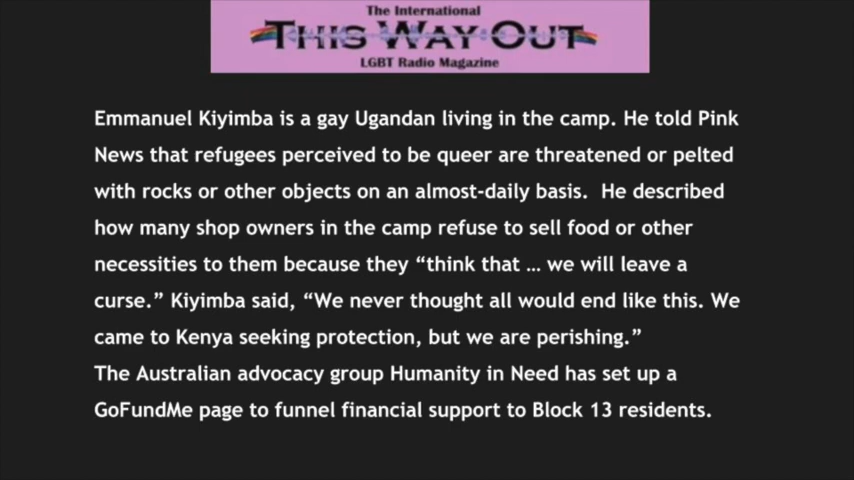 The International
THIS WAY OUT
LGBT Radio Magazine
Emmanuel Kiyimba is a gay Ugandan living in the camp. He told Pink
News that refugees perceived to be queer are threatened or pelted
with rocks or other objects on an almost-daily basis.  He described
how many shop owners in the camp refuse to sell food or other
necessities to them because they “think that … we will leave a
curse.” Kiyimba said, “We never thought all would end like this. We
came to Kenya seeking protection, but we are perishing.”
The Australian advocacy group Humanity in Need has set up a
GoFundMe page to funnel financial support to Block 13 residents.